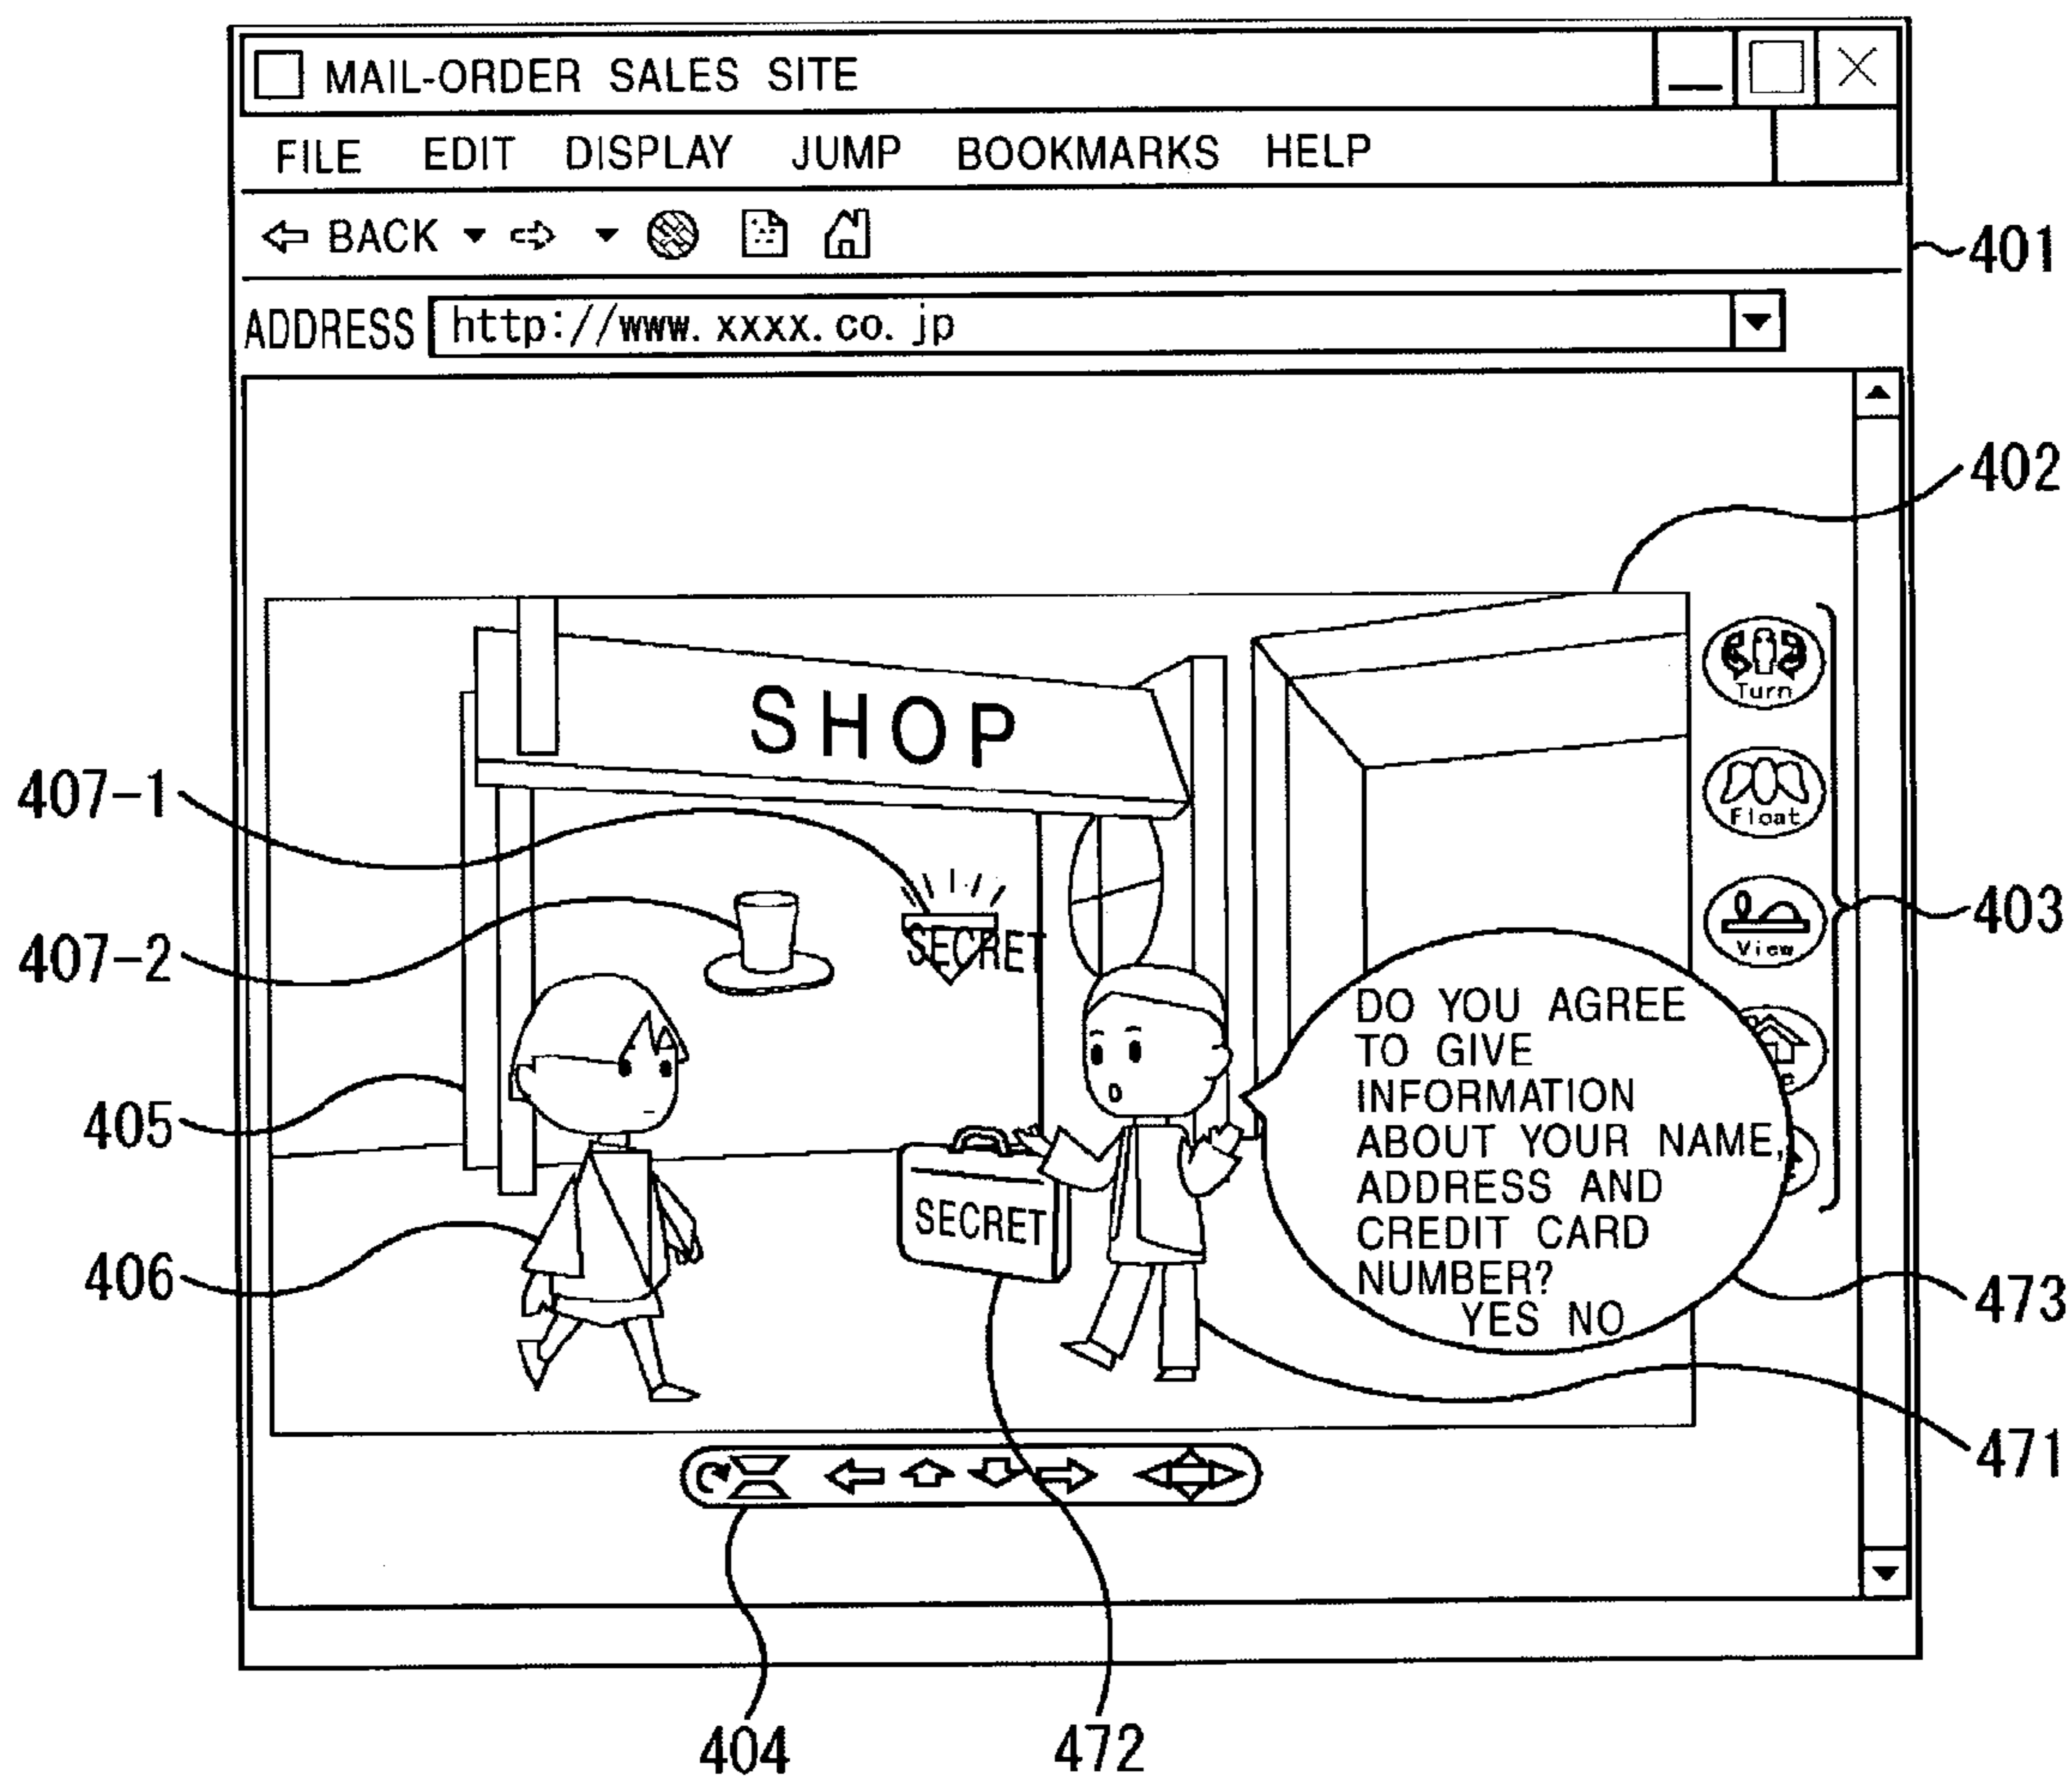 MAIL-ORDER SALES SITE
FILE EDIT DISPLAY JUMP BOOKMARKS HELP
BACK
401
ADDRESS http://www.xxxx.co.jp
402
Turn
SHOP
407-1
Float
403
407-2
SECRET
View
DO YOU AGREE
TO GIVE
INFORMATION
ABOUT YOUR NAME,
ADDRESS AND
CREDIT CARD
NUMBER?
YES NO
405
SECRET
406
473
471
404
472